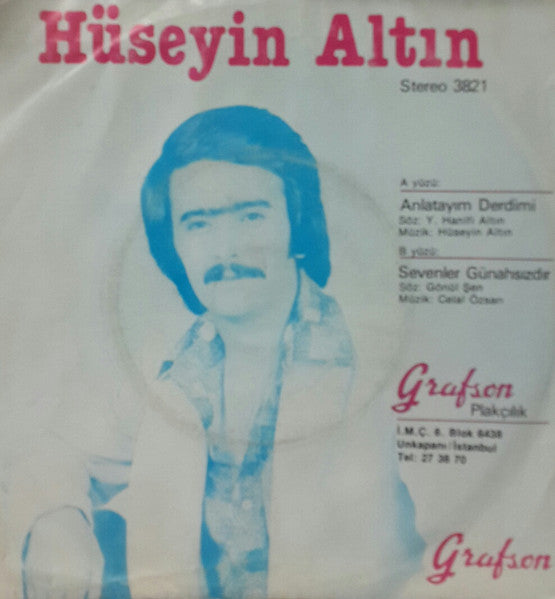 Hüseyin Altın
Stereo 3821
A yüzü:
Anlatayım Derdimi
Söz: Y. Hanifi Altın
Müzik: Hüseyin Altın
B yüzü:
Sevenler Günahsızdır
Söz: Gönül Şen
Müzik: Celal Özsan
Grafson
Plakçılık
İ.M.Ç. 6. Blok 6438
Unkapanı/İstanbul
Tel: 27 38 70
Grafson